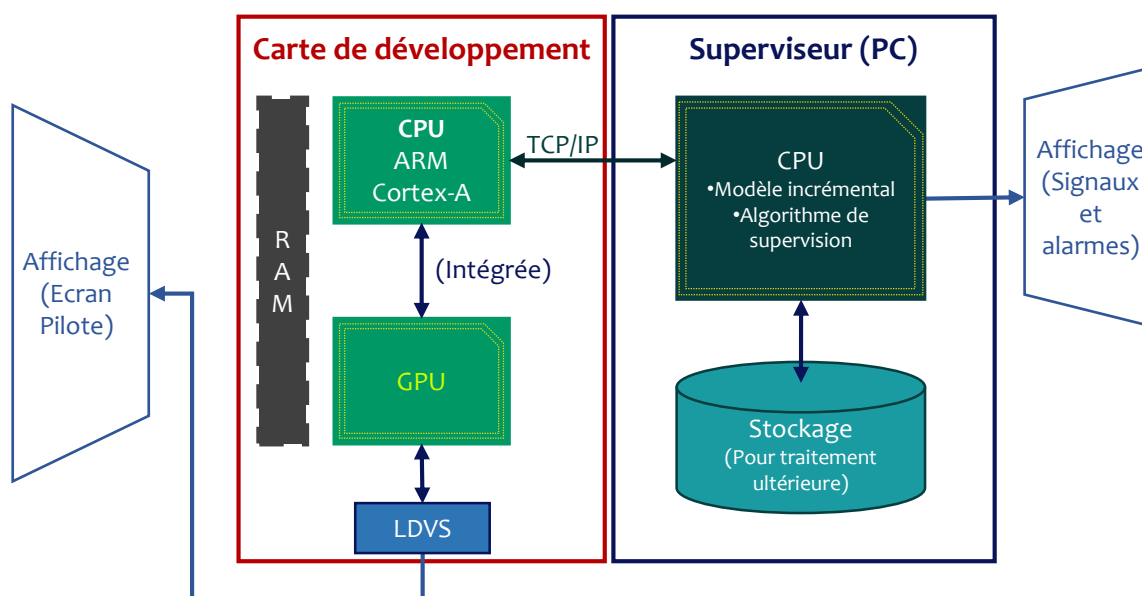 Carte de développement
Superviseur (PC)
Affichage
(Ecran
Pilote)
R
A
M
CPU
ARM
Cortex-A
(Intégrée)
GPU
LDVS
TCP/IP
CPU
•Modèle incrémental
•Algorithme de
supervision
Stockage
(Pour traitement
ultérieure)
Affichage
(Signaux
et
alarmes)